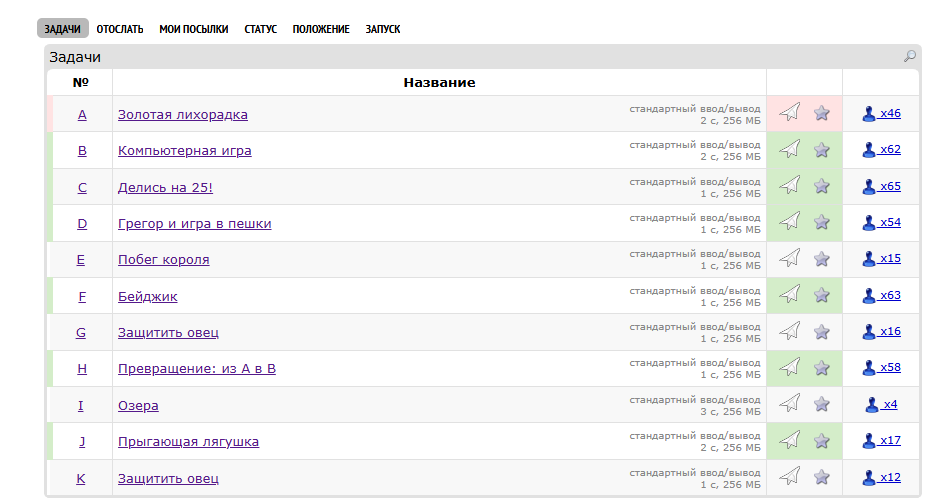 ЗАДАЧИ ОТОСЛАТЬ МОИ ПОСЫЛКИ СТАТУС ПОЛОЖЕНИЕ ЗАПУСК
Задачи
№ Название
A Золотая лихорадка стандартный ввод/вывод x46
2 с, 256 МБ
B Компьютерная игра стандартный ввод/вывод x62
2 с, 256 МБ
C Делись на 25! стандартный ввод/вывод x65
1 с, 256 МБ
D Грегор и игра в пешки стандартный ввод/вывод x54
1 с, 256 МБ
E Побег короля стандартный ввод/вывод x15
1 с, 256 МБ
F Бейджик стандартный ввод/вывод x63
1 с, 256 МБ
G Защитить овец стандартный ввод/вывод x16
1 с, 256 МБ
H Превращение: из A в B стандартный ввод/вывод x58
1 с, 256 МБ
I Озера стандартный ввод/вывод x4
3 с, 256 МБ
J Прыгающая лягушка стандартный ввод/вывод x17
2 с, 256 МБ
K Защитить овец стандартный ввод/вывод x12
1 с, 256 МБ